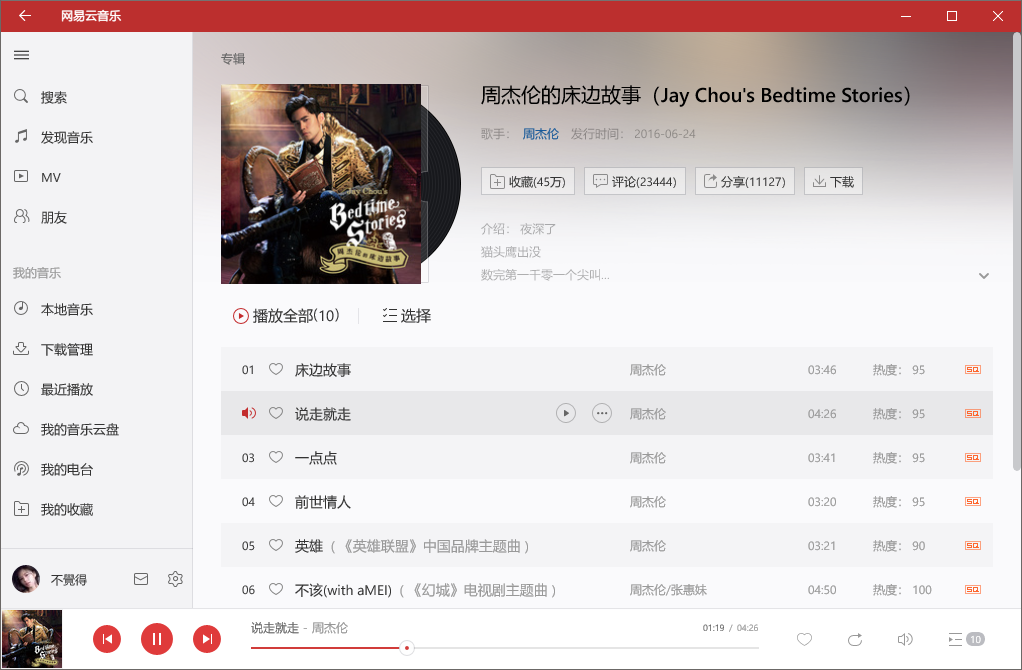 网易云音乐
搜索
发现音乐
MV
朋友
我的音乐
本地音乐
下载管理
最近播放
我的音乐云盘
我的电台
我的收藏
不覺得
专辑
Jay Chou's
Bedtime
Stories
周杰伦的床边故事
周杰伦的床边故事（Jay Chou's Bedtime Stories）
歌手： 周杰伦 发行时间： 2016-06-24
收藏(45万) 评论(23444) 分享(11127) 下载
介绍： 夜深了
猫头鹰出没
数完第一千零一个尖叫...
播放全部(10) 选择
01 床边故事 周杰伦 03:46 热度： 95 SQ
说走就走 周杰伦 04:26 热度： 95 SQ
03 一点点 周杰伦 03:41 热度： 95 SQ
04 前世情人 周杰伦 03:20 热度： 95 SQ
05 英雄（《英雄联盟》中国品牌主题曲） 周杰伦 03:21 热度： 90 SQ
06 不该(with aMEI)（《幻城》电视剧主题曲） 周杰伦/张惠妹 04:50 热度： 100 SQ
Bedtime
Stories
说走就走 - 周杰伦 01:19 / 04:26
10